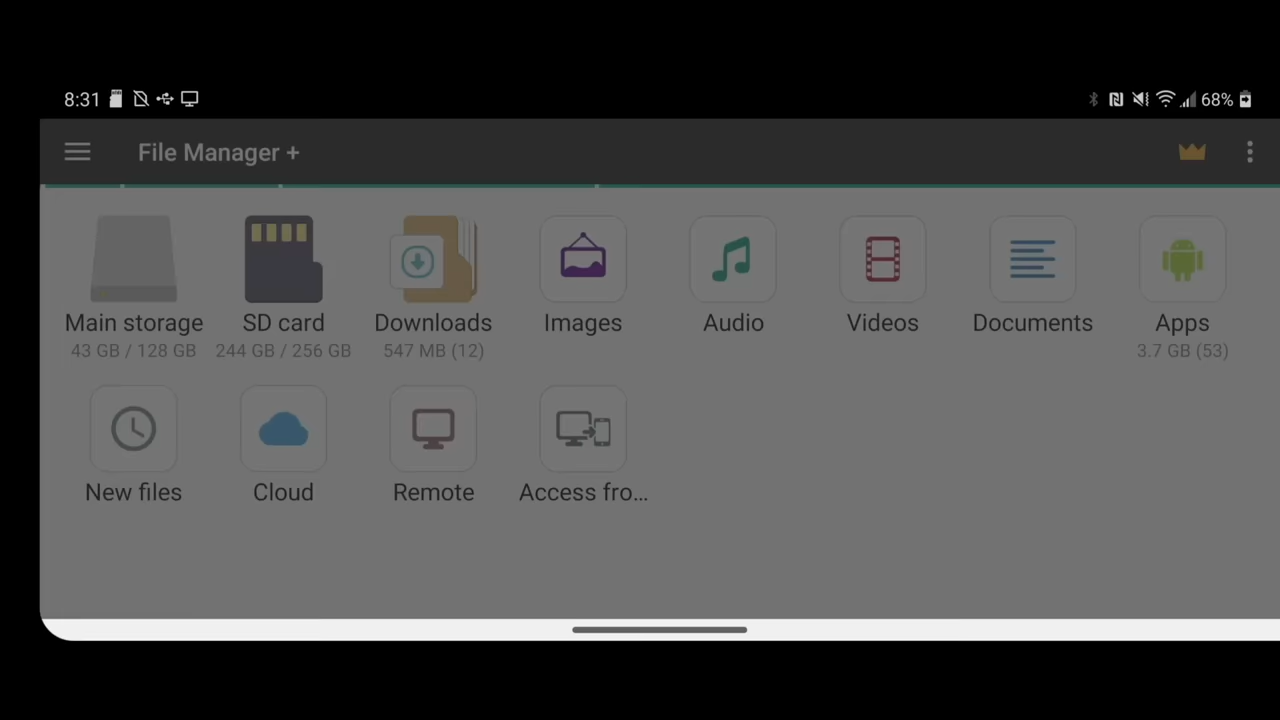 8:31 68%
File Manager +
Main storage SD card Downloads Images Audio Videos Documents Apps
43 GB / 128 GB 244 GB / 256 GB 547 MB (12) 3.7 GB (53)
New files Cloud Remote Access fro...